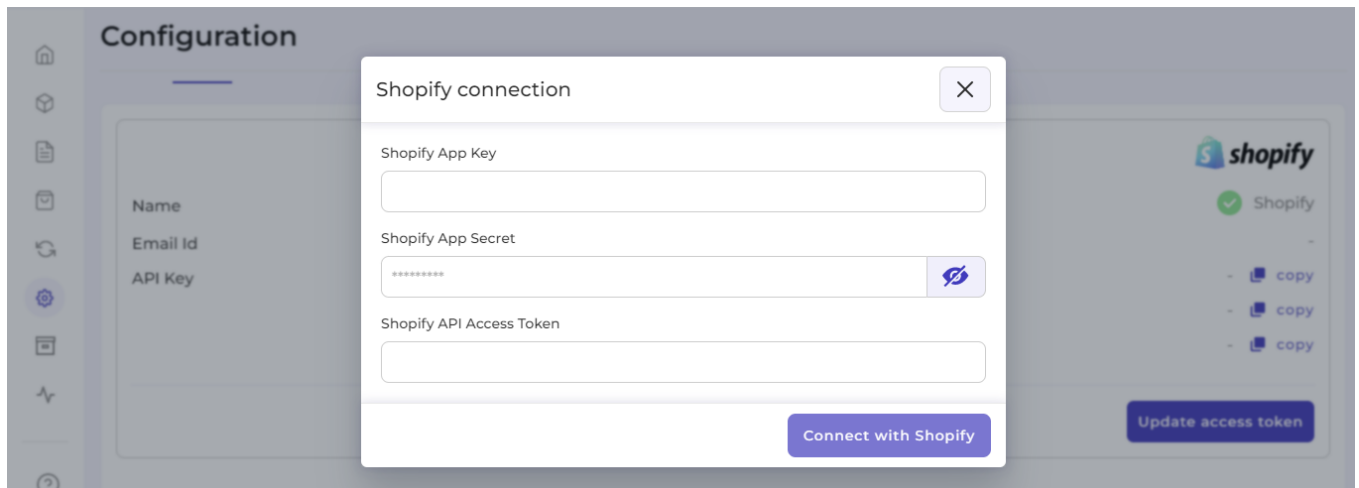 Configuration
Shopify connection
Shopify App Key
Shopify App Secret
*********
Shopify API Access Token
Connect with Shopify
shopify
Name
Shopify
Email Id
-
API Key
- copy
- copy
- copy
Update access token